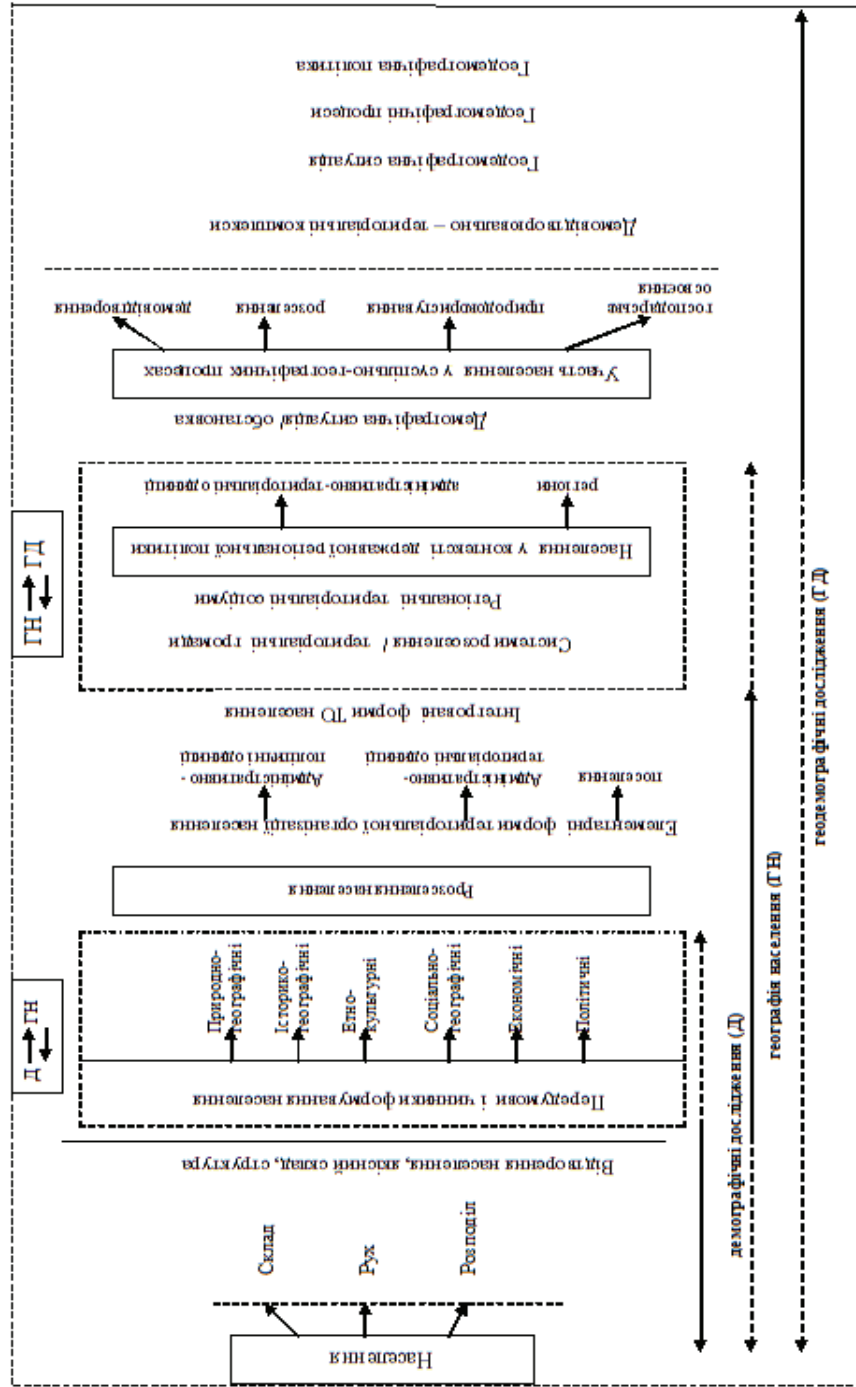 Населення
Склад
Рух
Розподіл
Відтворення населення, якісний склад, структура
Д
ГН
Передумови і чинники формування населення
Природно-
географічні
Історико-
географічні
Етно-
культурні
Соціально-
географічні
Економічні
Політичні
Розселення населення
Елементарні форми територіальної організації населення
поселення
Адміністративно-
територіальні одиниці
Адміністративно -
політичні одиниці
Інтегровані форми ТО населення
ГН
ГД
Системи розселення / територіальні громади
Регіональні територіальні соціуми
Населення у контексті державної регіональної політики
регіони
адміністративно-територіальні одиниці
Демографічна ситуація/ обстановка
Участь населення у суспільно-географічних процесах
господарське
освоєння
природокористування
розселення
демовідтворення
Демовідтворювально – територіальні комплекси
Геодемографічна ситуація
Геодемографічні процеси
Геодемографічна політика
демографічні дослідження (Д)
географія населення (ГН)
геодемографічні дослідження (ГД)